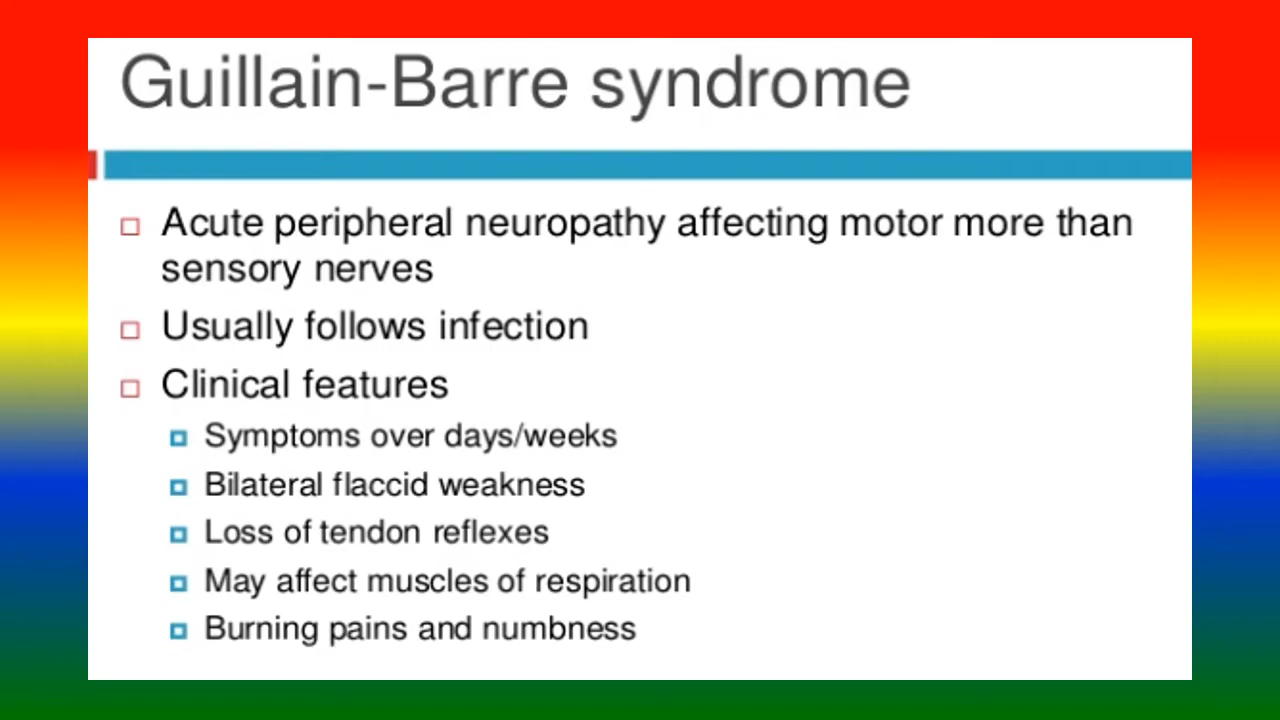 Guillain-Barre syndrome
Acute peripheral neuropathy affecting motor more than
sensory nerves
Usually follows infection
Clinical features
Symptoms over days/weeks
Bilateral flaccid weakness
Loss of tendon reflexes
May affect muscles of respiration
Burning pains and numbness